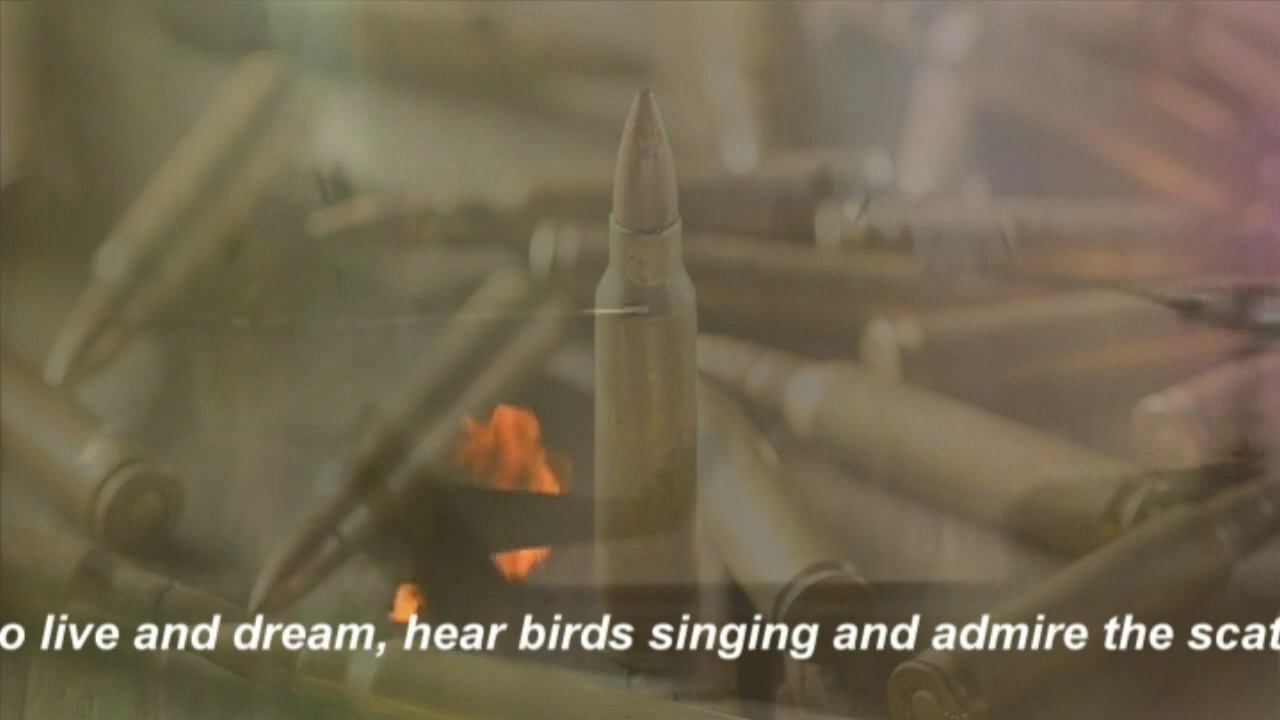 o live and dream, hear birds singing and admire the scat